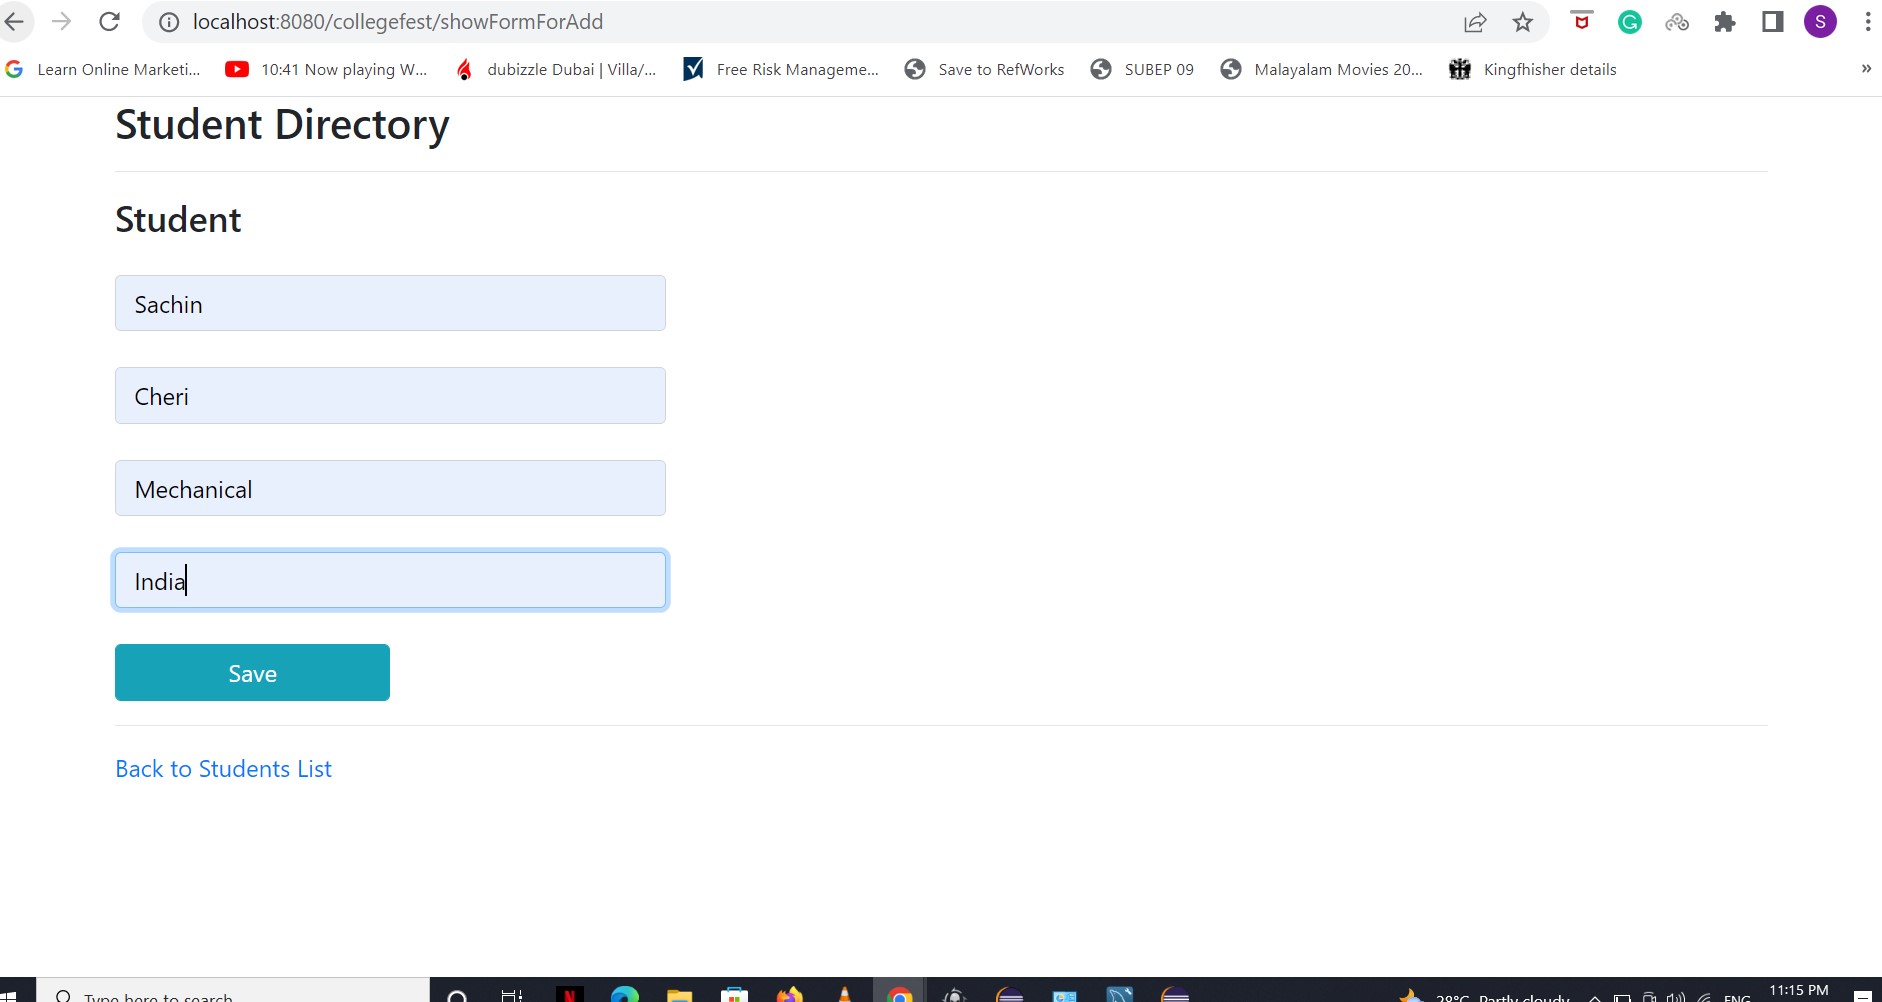 localhost:8080/collegefest/showFormForAdd
S
Learn Online Marketi... 10:41 Now playing W... dubizzle Dubai | Villa/... Free Risk Manageme... Save to RefWorks SUBEP 09 Malayalam Movies 20... Kingfhisher details »
Student Directory
Student
Sachin
Cheri
Mechanical
India
Save
Back to Students List
Type here to search
28°C Partly cloudy ENG 11:15 PM